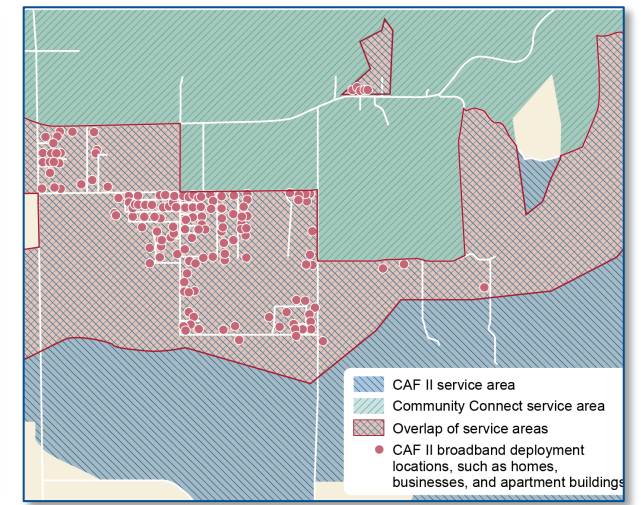 CAF II service area
Community Connect service area
Overlap of service areas
CAF II broadband deployment
locations, such as homes,
businesses, and apartment buildings